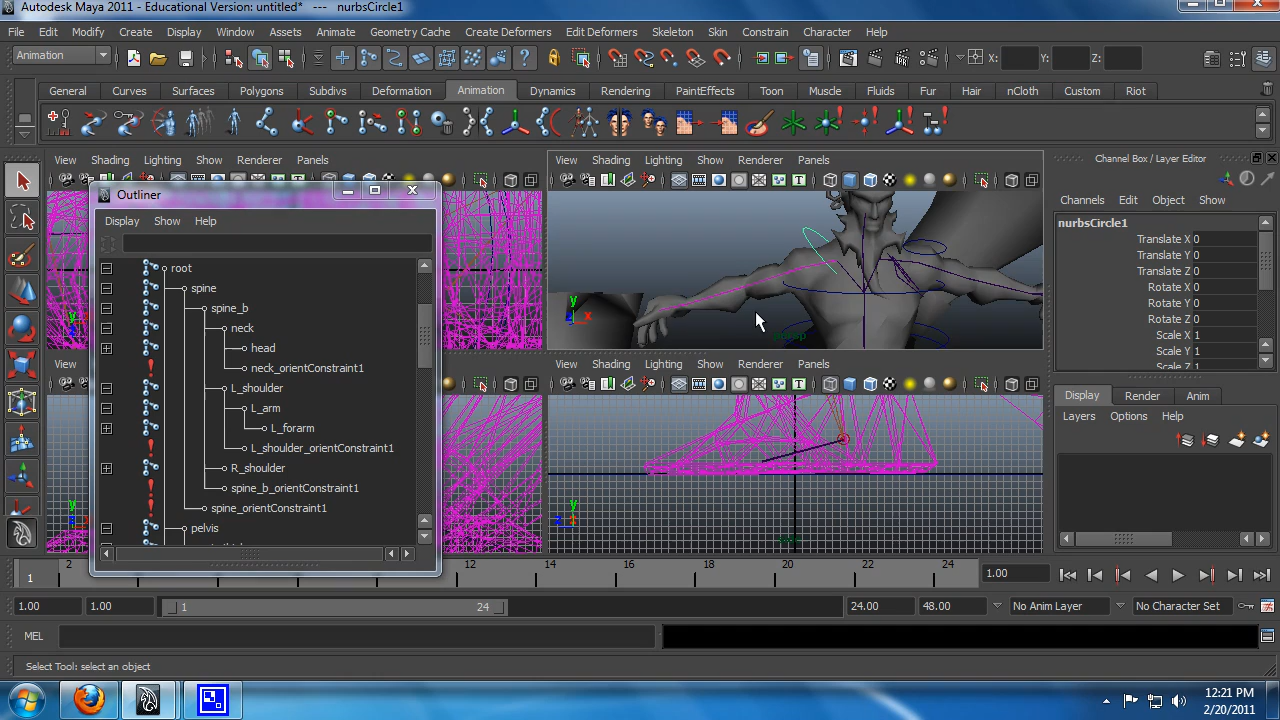 Autodesk Maya 2011 - Educational Version: untitled* --- nurbsCircle1
File Edit Modify Create Display Window Assets Animate Geometry Cache Create Deformers Edit Deformers Skeleton Skin Constrain Character Help
Animation X: Y: Z:
General Curves Surfaces Polygons Subdivs Deformation Animation Dynamics Rendering PaintEffects Toon Muscle Fluids Fur Hair nCloth Custom Riot
View Shading Lighting Show Renderer Panels
View Shading Lighting Show Renderer Panels
Channel Box / Layer Editor
Outliner
Display Show Help
root
spine
spine_b
neck
head
neck_orientConstraint1
L_shoulder
L_arm
L_forarm
L_shoulder_orientConstraint1
R_shoulder
spine_b_orientConstraint1
spine_orientConstraint1
pelvis
y
z x
persp
View
View Shading Lighting Show Renderer Panels
y
z
Channels Edit Object Show
nurbsCircle1
Translate X 0
Translate Y 0
Translate Z 0
Rotate X 0
Rotate Y 0
Rotate Z 0
Scale X 1
Scale Y 1
Scale Z 1
Display Render Anim
Layers Options Help
1 2 12 14 16 18 20 22 24 1.00
1.00 1.00 1 24 24.00 48.00 No Anim Layer No Character Set
MEL
Select Tool: select an object
12:21 PM
2/20/2011